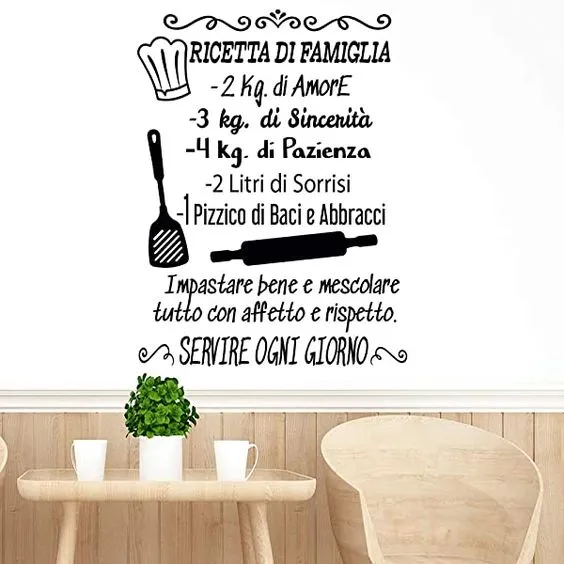 RICETTA DI FAMIGLIA
-2 Kg. di AmorE
-3 kg. di Sincerità
-4 kg. di Pazienza
-2 Litri di Sorrisi
-1 Pizzico di Baci e Abbracci
Impastare bene e mescolare
tutto con affetto e rispetto.
SERVIRE OGNI GIORNO